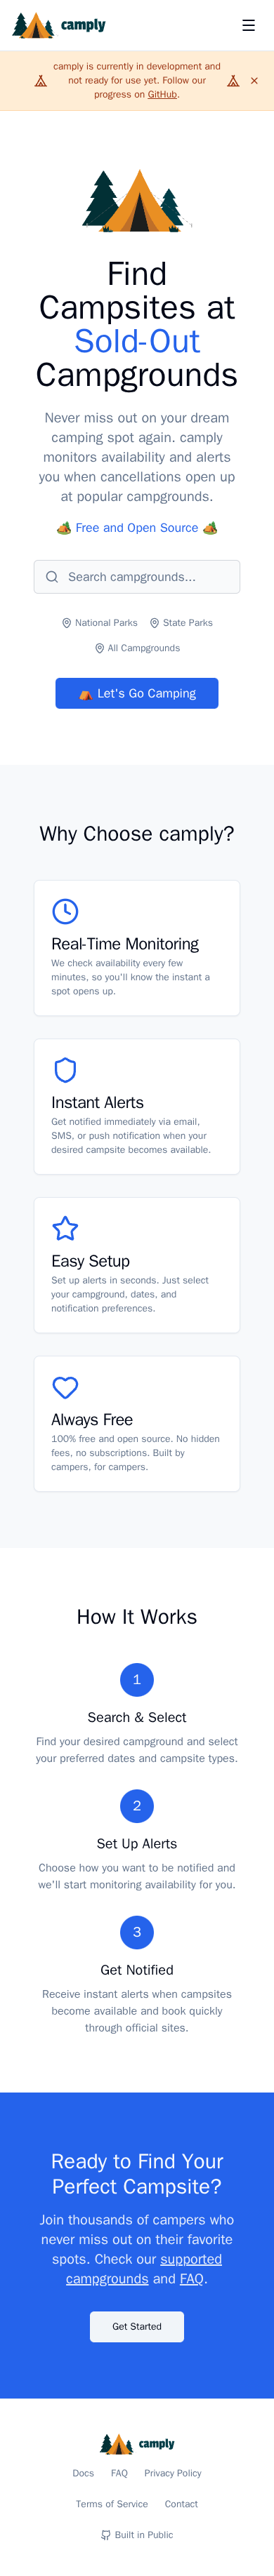 camply
camply is currently in development and
not ready for use yet. Follow our
progress on GitHub.
Find
Campsites at
Sold-Out
Campgrounds
Never miss out on your dream
camping spot again. camply
monitors availability and alerts
you when cancellations open up
at popular campgrounds.
🏕️ Free and Open Source 🏕️
Search campgrounds...
National Parks State Parks
All Campgrounds
⛺ Let's Go Camping
Why Choose camply?
Real-Time Monitoring
We check availability every few
minutes, so you'll know the instant a
spot opens up.
Instant Alerts
Get notified immediately via email,
SMS, or push notification when your
desired campsite becomes available.
Easy Setup
Set up alerts in seconds. Just select
your campground, dates, and
notification preferences.
Always Free
100% free and open source. No hidden
fees, no subscriptions. Built by
campers, for campers.
How It Works
1
Search & Select
Find your desired campground and select
your preferred dates and campsite types.
2
Set Up Alerts
Choose how you want to be notified and
we'll start monitoring availability for you.
3
Get Notified
Receive instant alerts when campsites
become available and book quickly
through official sites.
Ready to Find Your
Perfect Campsite?
Join thousands of campers who
never miss out on their favorite
spots. Check our supported
campgrounds and FAQ.
Get Started
camply
Docs FAQ Privacy Policy
Terms of Service Contact
Built in Public